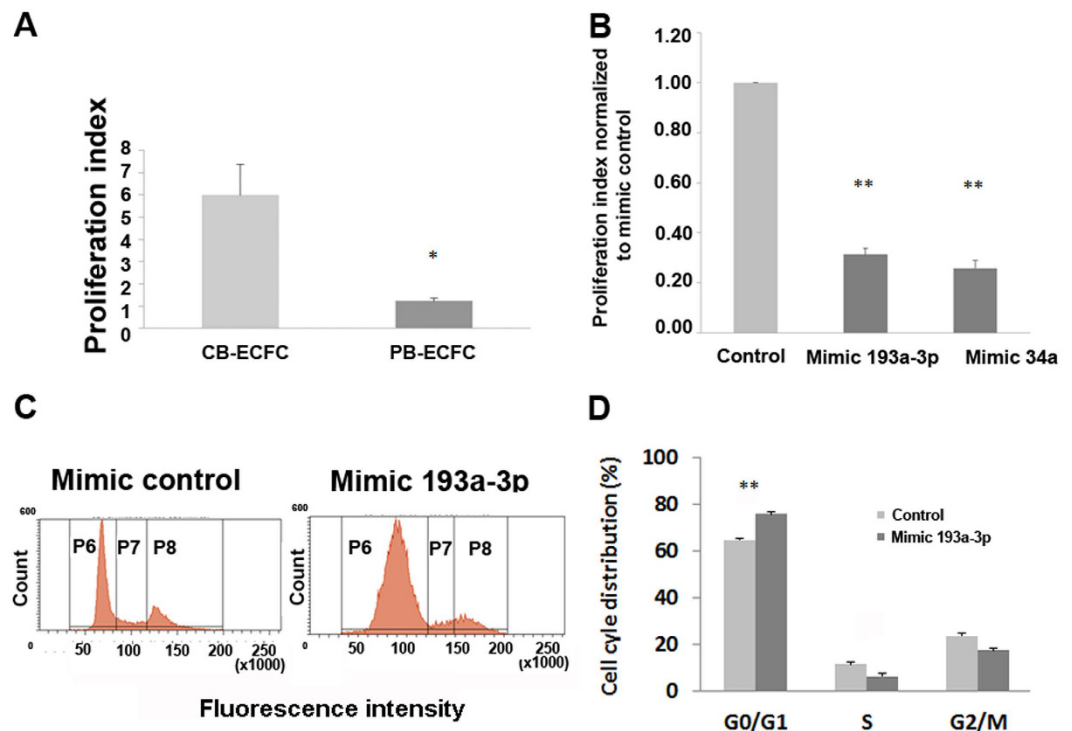 A
Proliferation index
8
7
6
5
4
3
2
1
0
*
CB-ECFC
PB-ECFC
B
Proliferation index normalized
to mimic control
1.20
1.00
0.80
0.60
0.40
0.20
0.00
**
**
Control
Mimic 193a-3p
Mimic 34a
C
Mimic control
Count
600
P6
P7
P8
0
50
100
150
200
250
(x1000)
Mimic 193a-3p
Count
600
P6
P7
P8
0
50
100
150
200
250
(x1000)
Fluorescence intensity
D
Cell cyle distribution (%)
100
80
60
40
20
0
**
Control
Mimic 193a-3p
G0/G1
S
G2/M